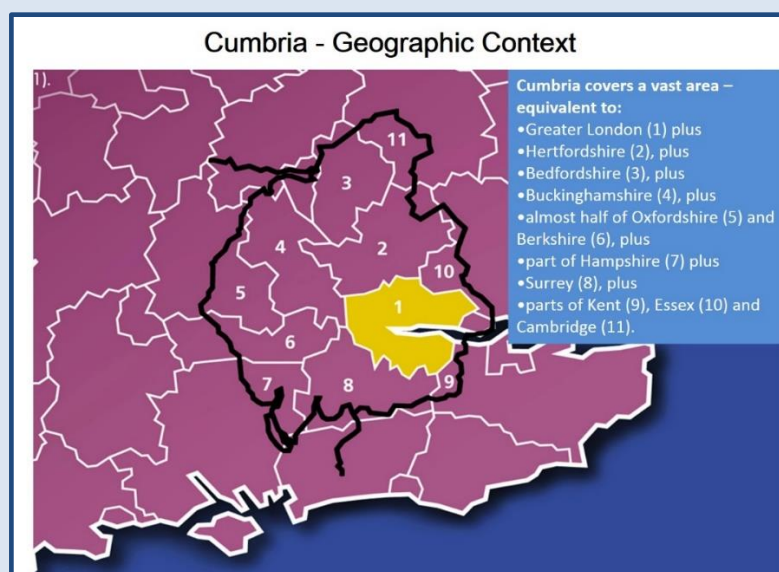 Cumbria - Geographic Context
1).
Cumbria covers a vast area –
equivalent to:
•Greater London (1) plus
•Hertfordshire (2), plus
•Bedfordshire (3), plus
•Buckinghamshire (4), plus
•almost half of Oxfordshire (5) and
Berkshire (6), plus
•part of Hampshire (7) plus
•Surrey (8), plus
•parts of Kent (9), Essex (10) and
Cambridge (11).
11
3
4
2
10
5
1
6
7
8
9